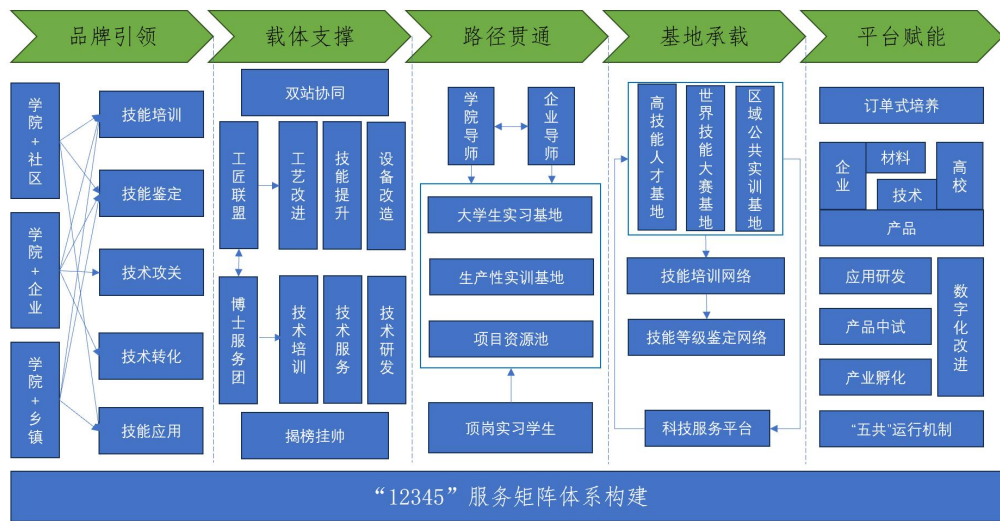 品牌引领
载体支撑
路径贯通
基地承载
平台赋能
学院+社区
学院+企业
学院+乡镇
技能培训
技能鉴定
技术攻关
技术转化
技能应用
双站协同
工匠联盟
工艺改进
技能提升
设备改造
博士服务团
技术培训
技术服务
技术研发
揭榜挂帅
学院导师
企业导师
大学生实习基地
生产性实训基地
项目资源池
顶岗实习学生
高技能人才基地
世界技能大赛基地
区域公共实训基地
技能培训网络
技能等级鉴定网络
科技服务平台
订单式培养
企业
材料
技术
高校
产品
应用研发
产品中试
产业孵化
数字化改进
“五共”运行机制
“12345”服务矩阵体系构建